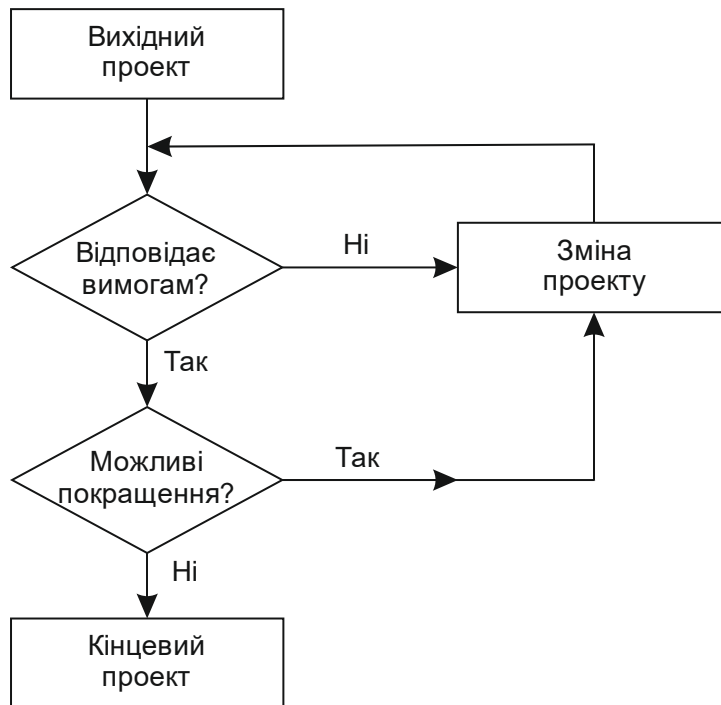 Вихідний
проект
Відповідає
вимогам?
Ні
Зміна
проекту
Так
Можливі
покращення?
Так
Ні
Кінцевий
проект